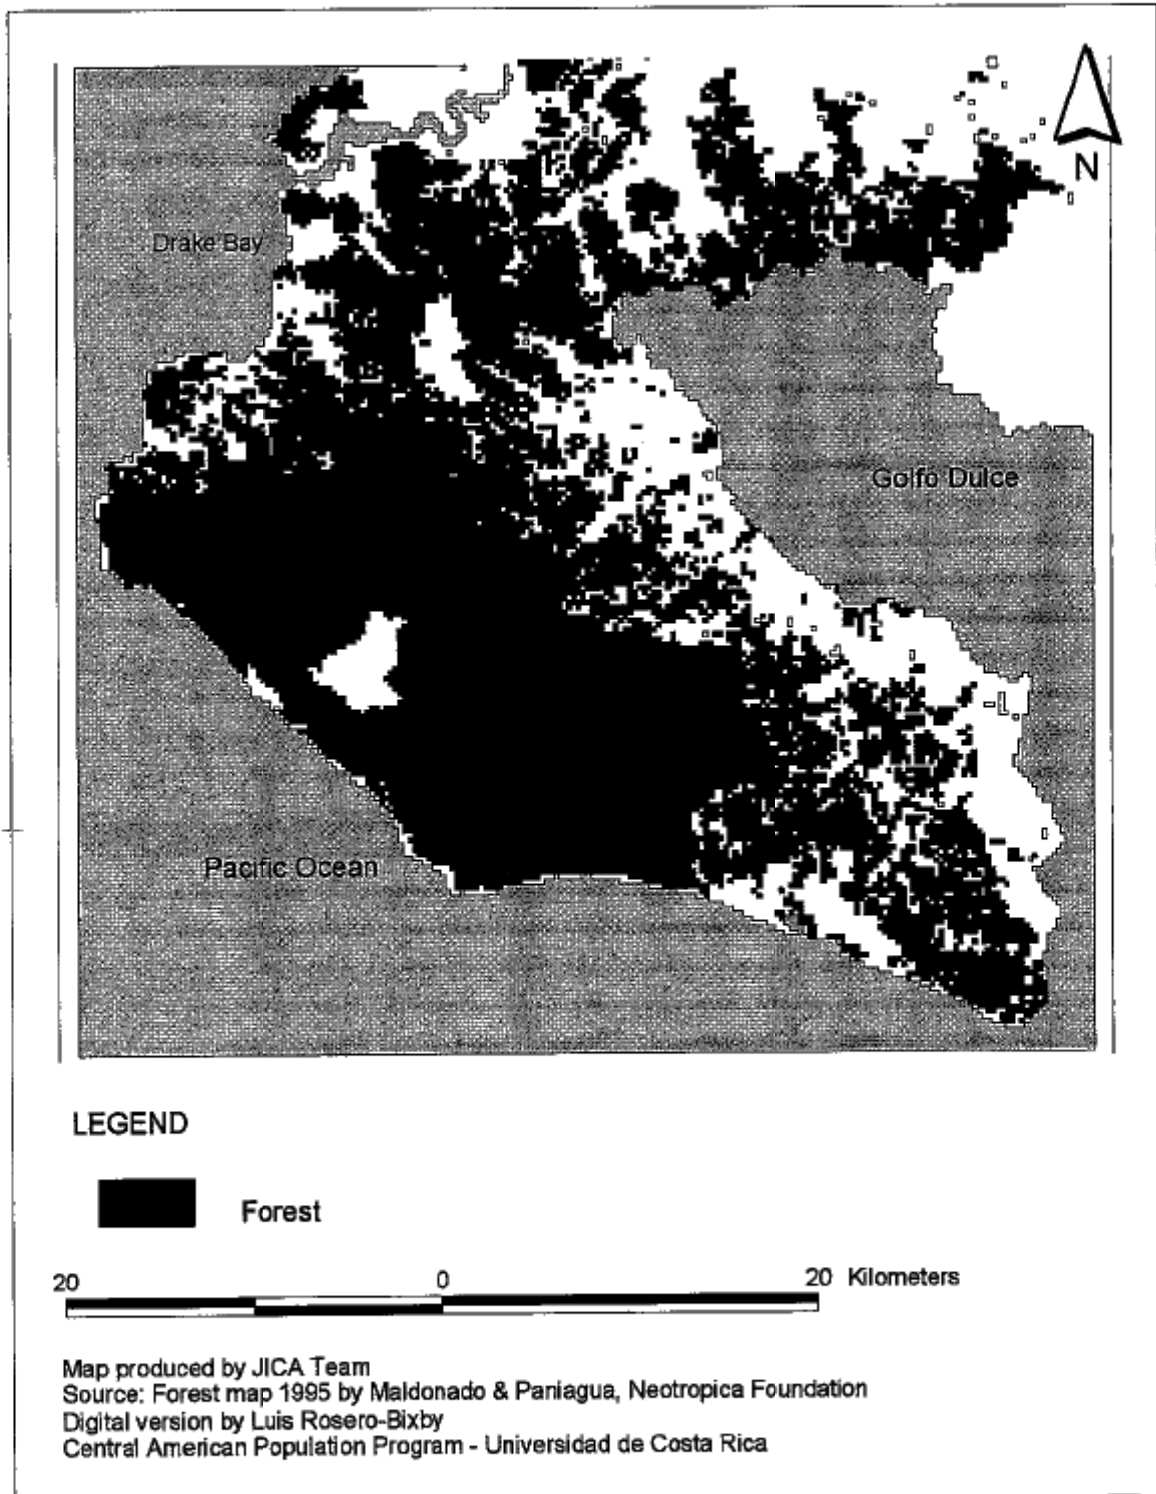 N
Drake Bay
Golfo Dulce
Pacific Ocean
LEGEND
Forest
20 0 20 Kilometers
Map produced by JICA Team
Source: Forest map 1995 by Maldonado & Paniagua, Neotropica Foundation
Digital version by Luis Rosero-Bixby
Central American Population Program - Universidad de Costa Rica